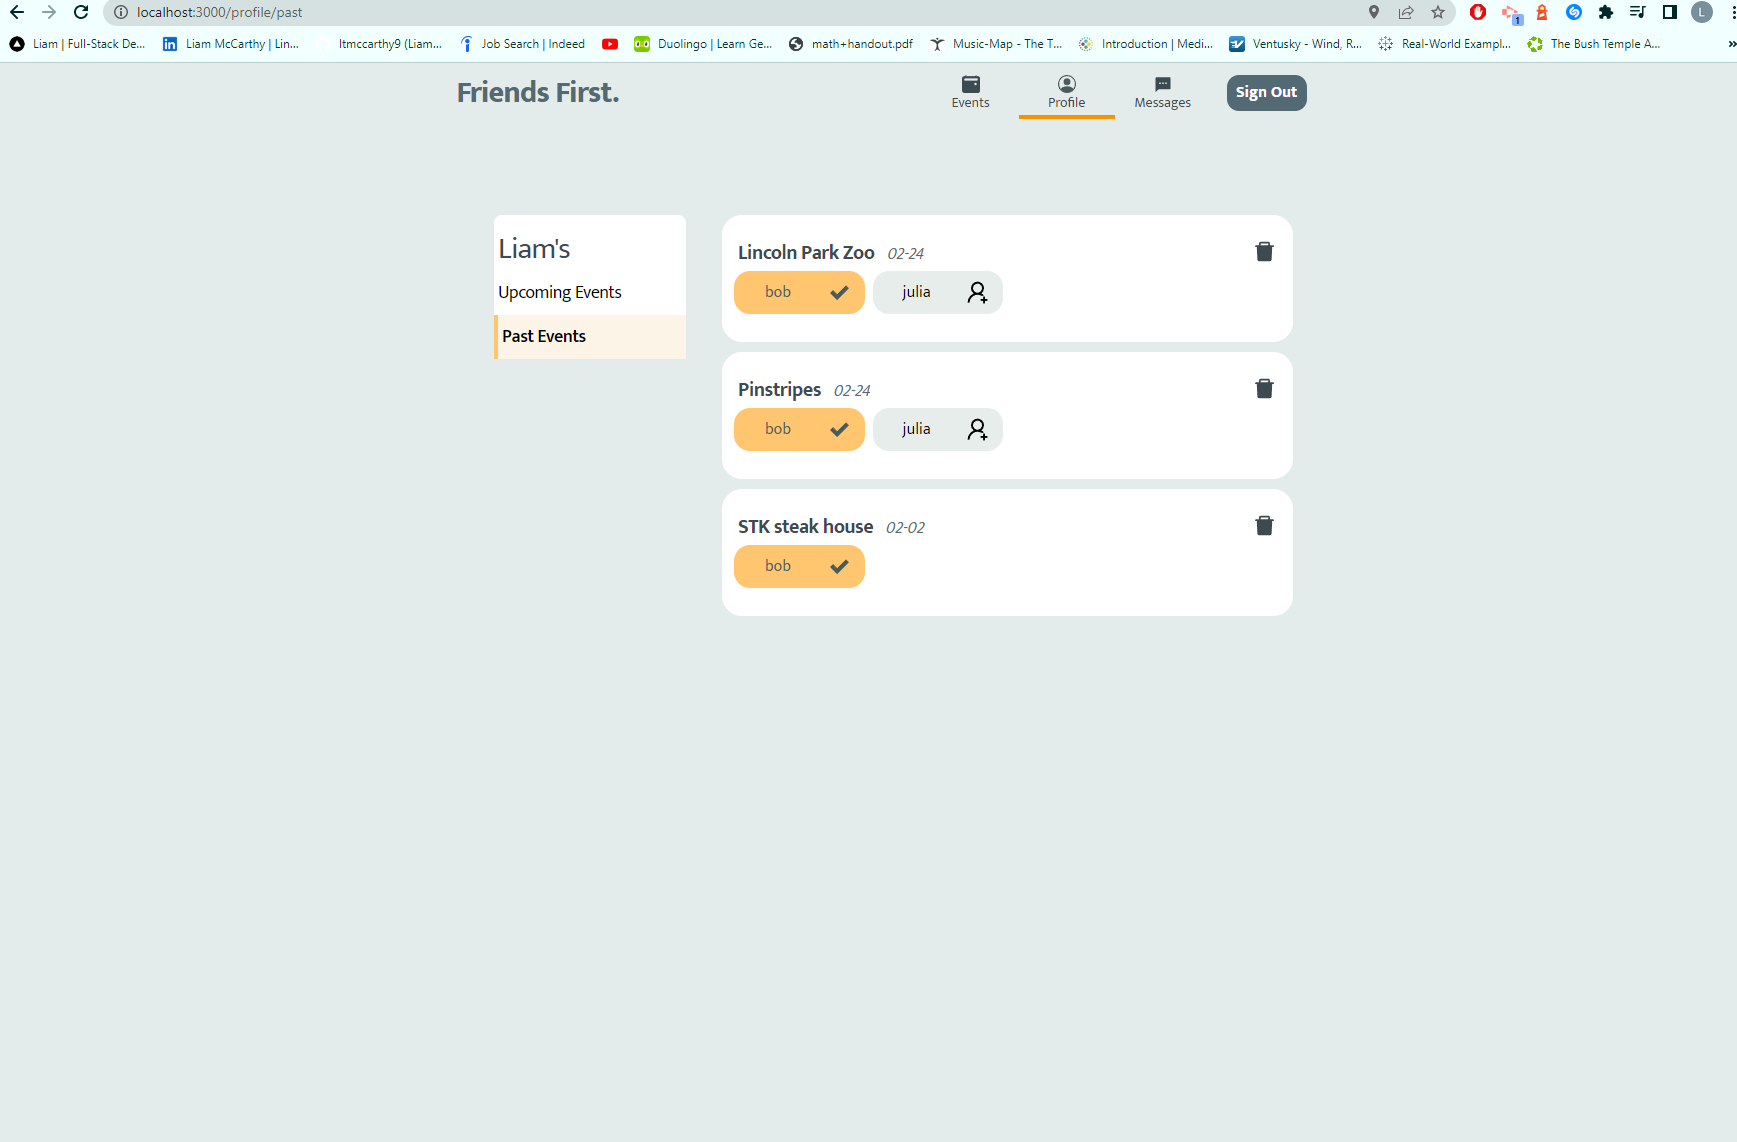 localhost:3000/profile/past
1
L
Liam | Full-Stack De... Liam McCarthy | Lin... ltmccarthy9 (Liam... Job Search | Indeed Duolingo | Learn Ge... math+handout.pdf Music-Map - The T... Introduction | Medi... Ventusky - Wind, R... Real-World Exampl... The Bush Temple A... »
Friends First.
Events Profile Messages Sign Out
Liam's
Upcoming Events
Past Events
Lincoln Park Zoo 02-24
bob julia
Pinstripes 02-24
bob julia
STK steak house 02-02
bob